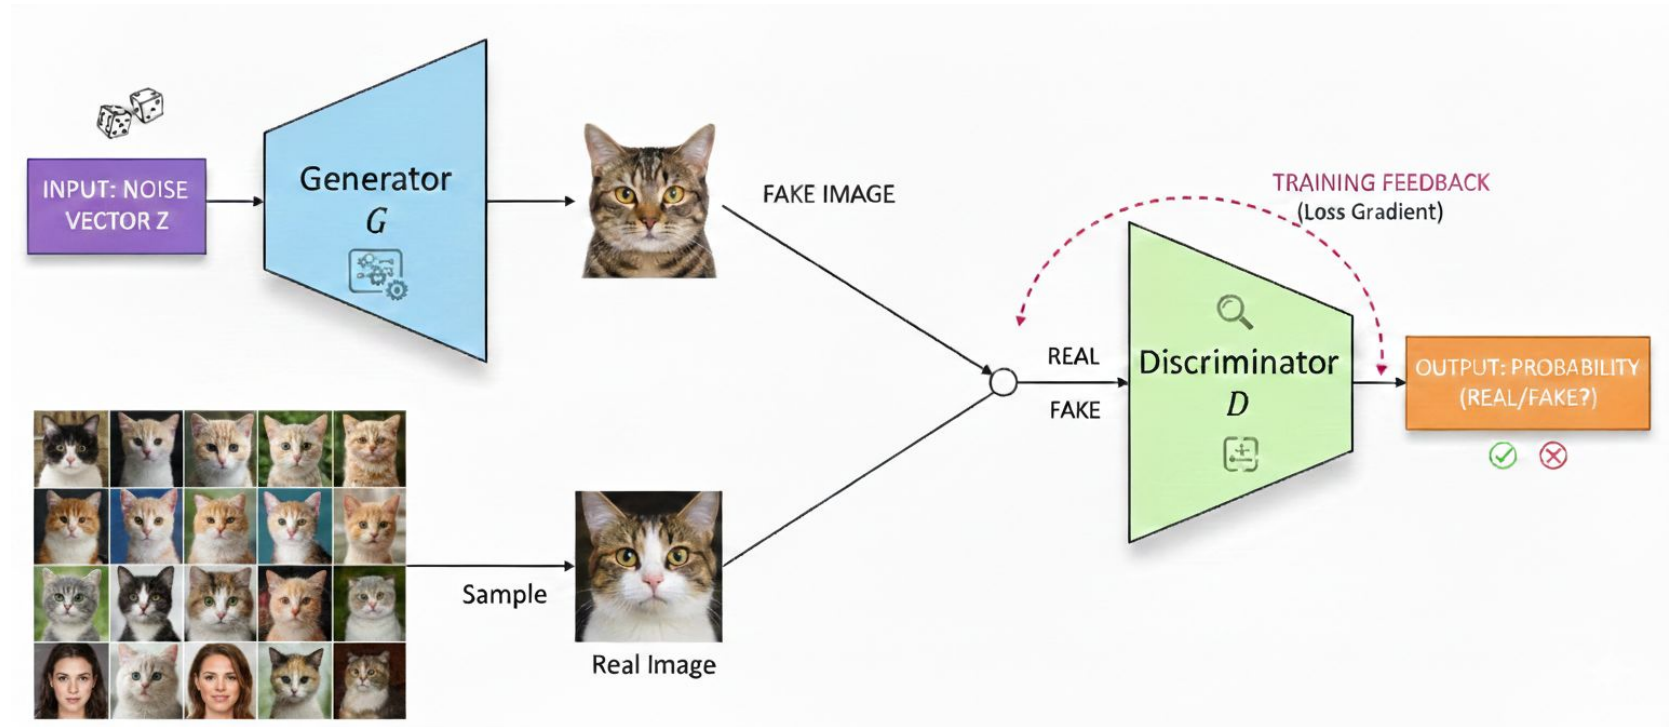 INPUT: NOISE
VECTOR Z
Generator
G
FAKE IMAGE
Sample
Real Image
REAL
FAKE
TRAINING FEEDBACK
(Loss Gradient)
Discriminator
D
OUTPUT: PROBABILITY
(REAL/FAKE?)